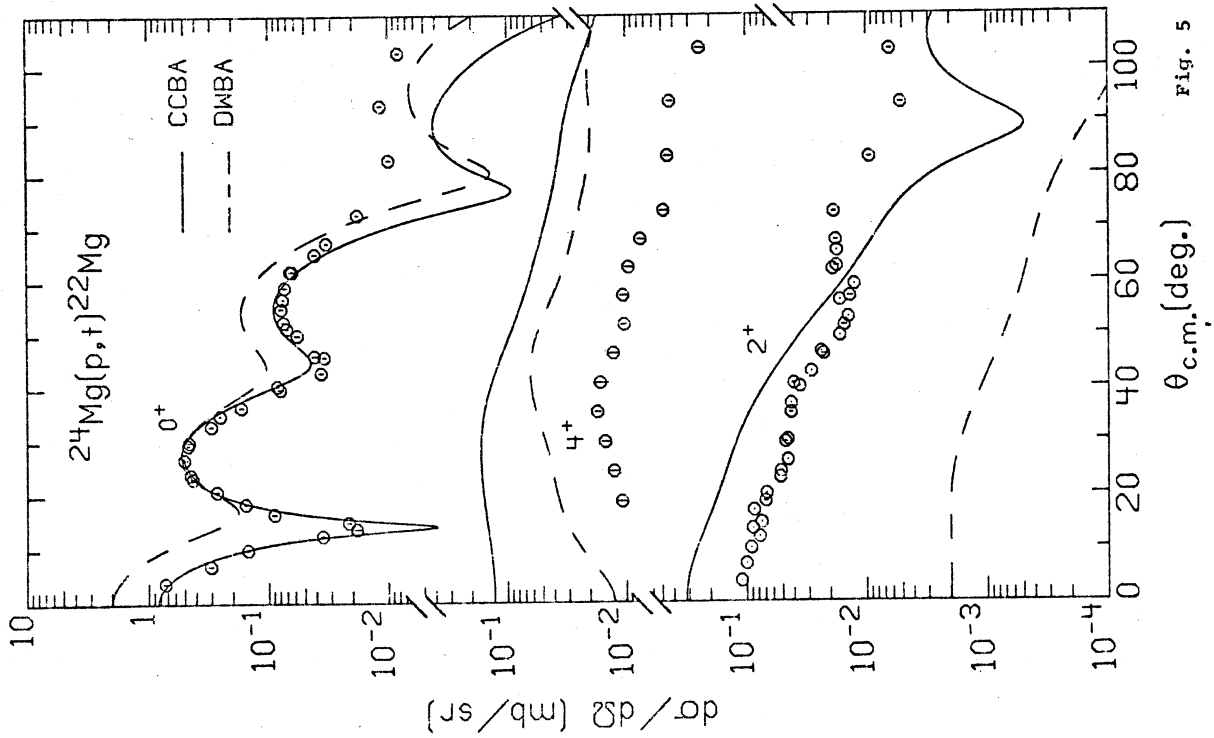 ²⁴Mg(p,t)²²Mg
CCBA
DWBA
0⁺
4⁺
2⁺
10
1
10⁻¹
10⁻²
10⁻¹
10⁻²
10⁻¹
10⁻²
10⁻³
10⁻⁴
dσ/dΩ (mb/sr)
0 20 40 60 80 100
θc.m.(deg.)
Fig. 5